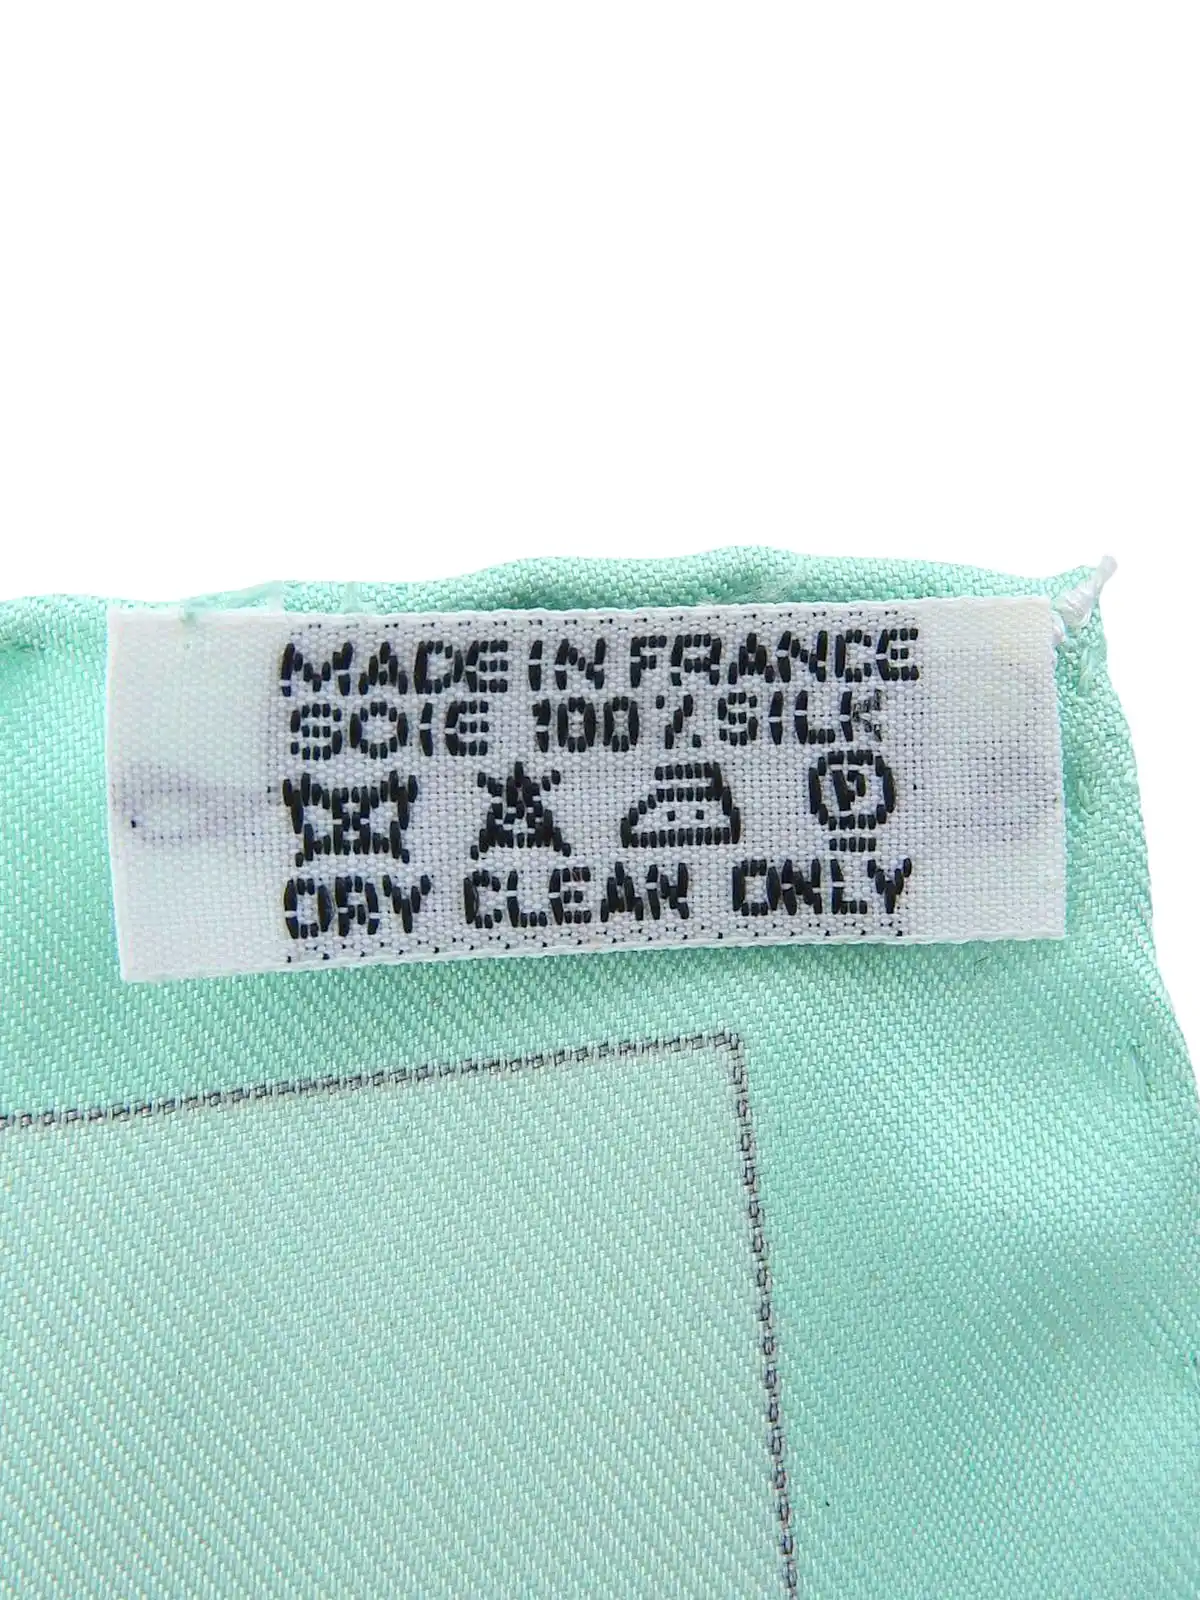 MADE IN FRANCE
SOIE 100% SILK
P
DRY CLEAN ONLY